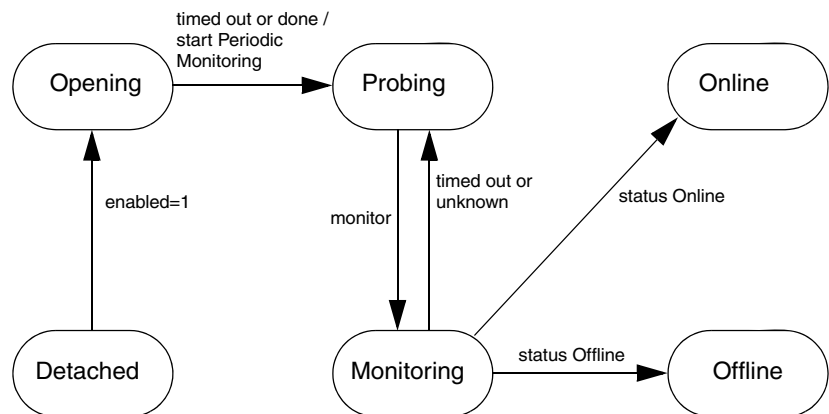 timed out or done /
start Periodic
Monitoring
Opening
Probing
Online
enabled=1
monitor
timed out or
unknown
status Online
Detached
Monitoring
status Offline
Offline